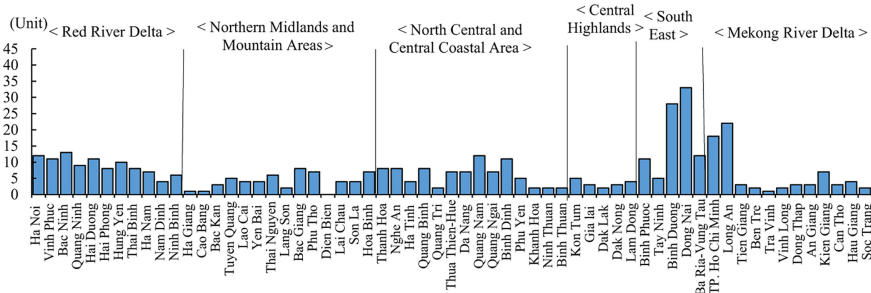 (Unit)
< Red River Delta >
< Northern Midlands and
Mountain Areas >
< North Central and
Central Coastal Area >
< Central
Highlands >
< South
East >
< Mekong River Delta >
45
40
35
30
25
20
15
10
5
0
Ha Noi
Vinh Phuc
Bac Ninh
Quang Ninh
Hai Duong
Hai Phong
Hung Yen
Thai Binh
Ha Nam
Nam Dinh
Ninh Binh
Ha Giang
Cao Bang
Bac Kan
Tuyen Quang
Lao Cai
Yen Bai
Thai Nguyen
Lang Son
Bac Giang
Phu Tho
Dien Bien
Lai Chau
Son La
Hoa Binh
Thanh Hoa
Nghe An
Ha Tinh
Quang Binh
Quang Tri
Thua Thien-Hue
Da Nang
Quang Nam
Quang Ngai
Binh Dinh
Phu Yen
Khanh Hoa
Ninh Thuan
Binh Thuan
Kon Tum
Gia lai
Dak Lak
Dak Nong
Lam Dong
Binh Phuoc
Tay Ninh
Binh Duong
Dong Nai
Ba Ria-Vung Tau
TP. Ho Chi Minh
Long An
Tien Giang
Ben Tre
Tra Vinh
Vinh Long
Dong Thap
An Giang
Kien Giang
Can Tho
Hau Giang
Soc Trang